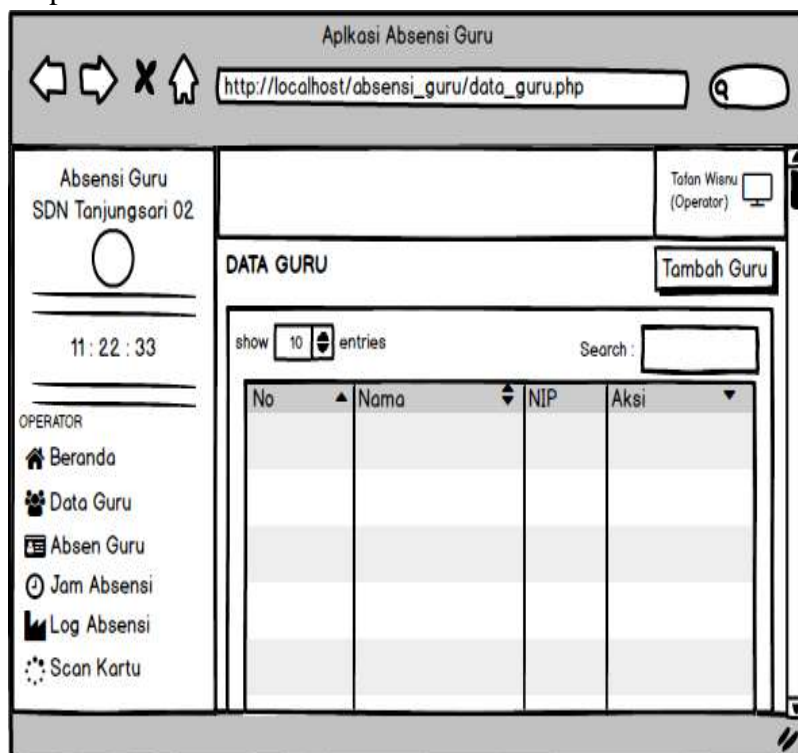 Aplkasi Absensi Guru
http://localhost/absensi_guru/data_guru.php
Absensi Guru
SDN Tanjungsari 02
11 : 22 : 33
OPERATOR
Beranda
Data Guru
Absen Guru
Jam Absensi
Log Absensi
Scan Kartu
Tafan Wisnu
(Operator)
DATA GURU
Tambah Guru
show 10 entries
Search :
No Nama NIP Aksi